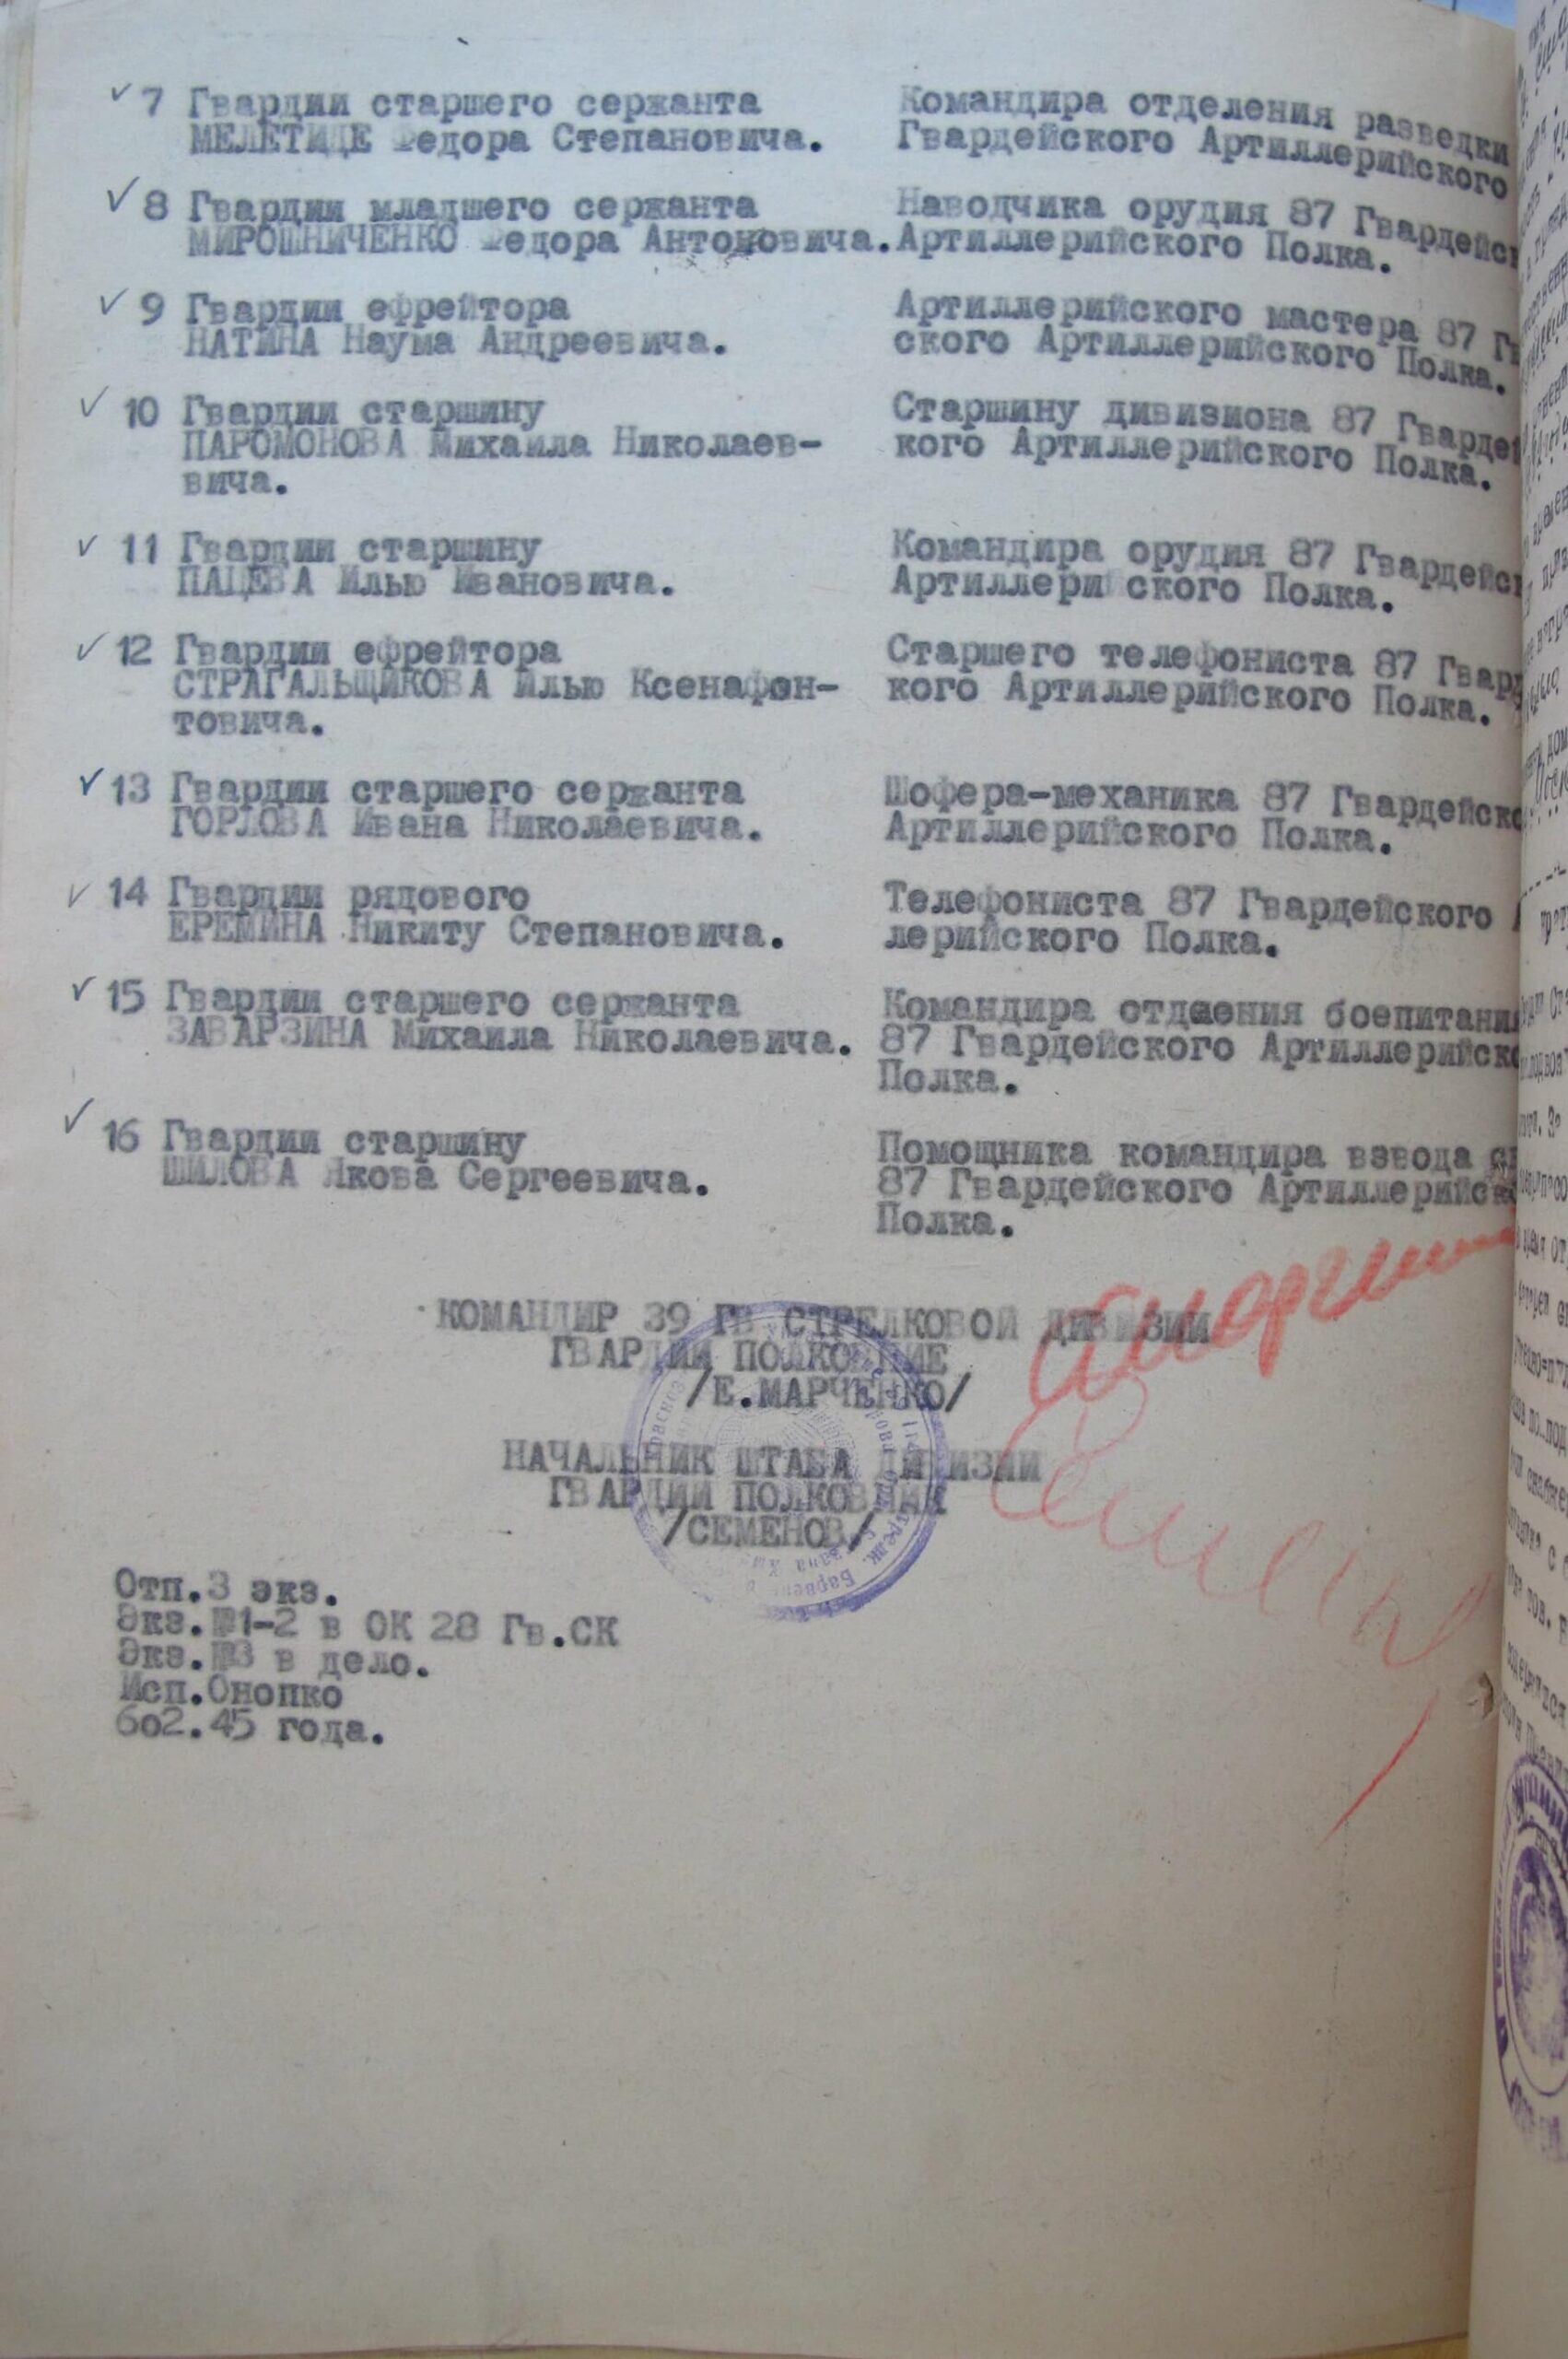 7 Гвардии старшего сержанта Командира отделения разведки
МЕЛЕТИДЕ Федора Степановича. Гвардейского Артиллерийского
8 Гвардии младшего сержанта Наводчика орудия 87 Гвардейс
МИРОШНИЧЕНКО Федора Антоновича. Артиллерийского Полка.
9 Гвардии ефрейтора Артиллерийского мастера 87 Гв
НАТИНА Наума Андреевича. ского Артиллерийского Полка.
10 Гвардии старшину Старшину дивизиона 87 Гвардей
ПАРОМОНОВА Михаила Николаев- кого Артиллерийского Полка.
вича.
11 Гвардии старшину Командира орудия 87 Гвардейс
ПАЦЕВА Илью Ивановича. Артиллерийского Полка.
12 Гвардии ефрейтора Старшего телефониста 87 Гвард
СТРАГАЛЬЩИКОВА Илью Ксенафон- кого Артиллерийского Полка.
товича.
13 Гвардии старшего сержанта Шофера-механика 87 Гвардейско
ГОРЛОВА Ивана Николаевича. Артиллерийского Полка.
14 Гвардии рядового Телефониста 87 Гвардейского
ЕРЕМИНА Никиту Степановича. лерийского Полка.
15 Гвардии старшего сержанта Командира отдаения боепитания
ЗАВАРЗИНА Михаила Николаевича. 87 Гвардейского Артиллерийско
Полка.
16 Гвардии старшину Помощника командира взвода
ШИЛОВА Якова Сергеевича. 87 Гвардейского Артиллерийско
Полка.
КОМАНДИР 39 ГВ СТРЕЛКОВОЙ ДИВИЗИИ
ГВАРДИИ ПОЛКОВНИК
/Е.МАРЧЕНКО/
НАЧАЛЬНИК ШТАБА ДИВИЗИИ
ГВАРДИИ ПОЛКОВНИК
/СЕМЕНОВ/
Отп.3 экз.
Экз.№1-2 в ОК 28 Гв.СК
Экз.№3 в дело.
Исп.Онопко
6о2.45 года.